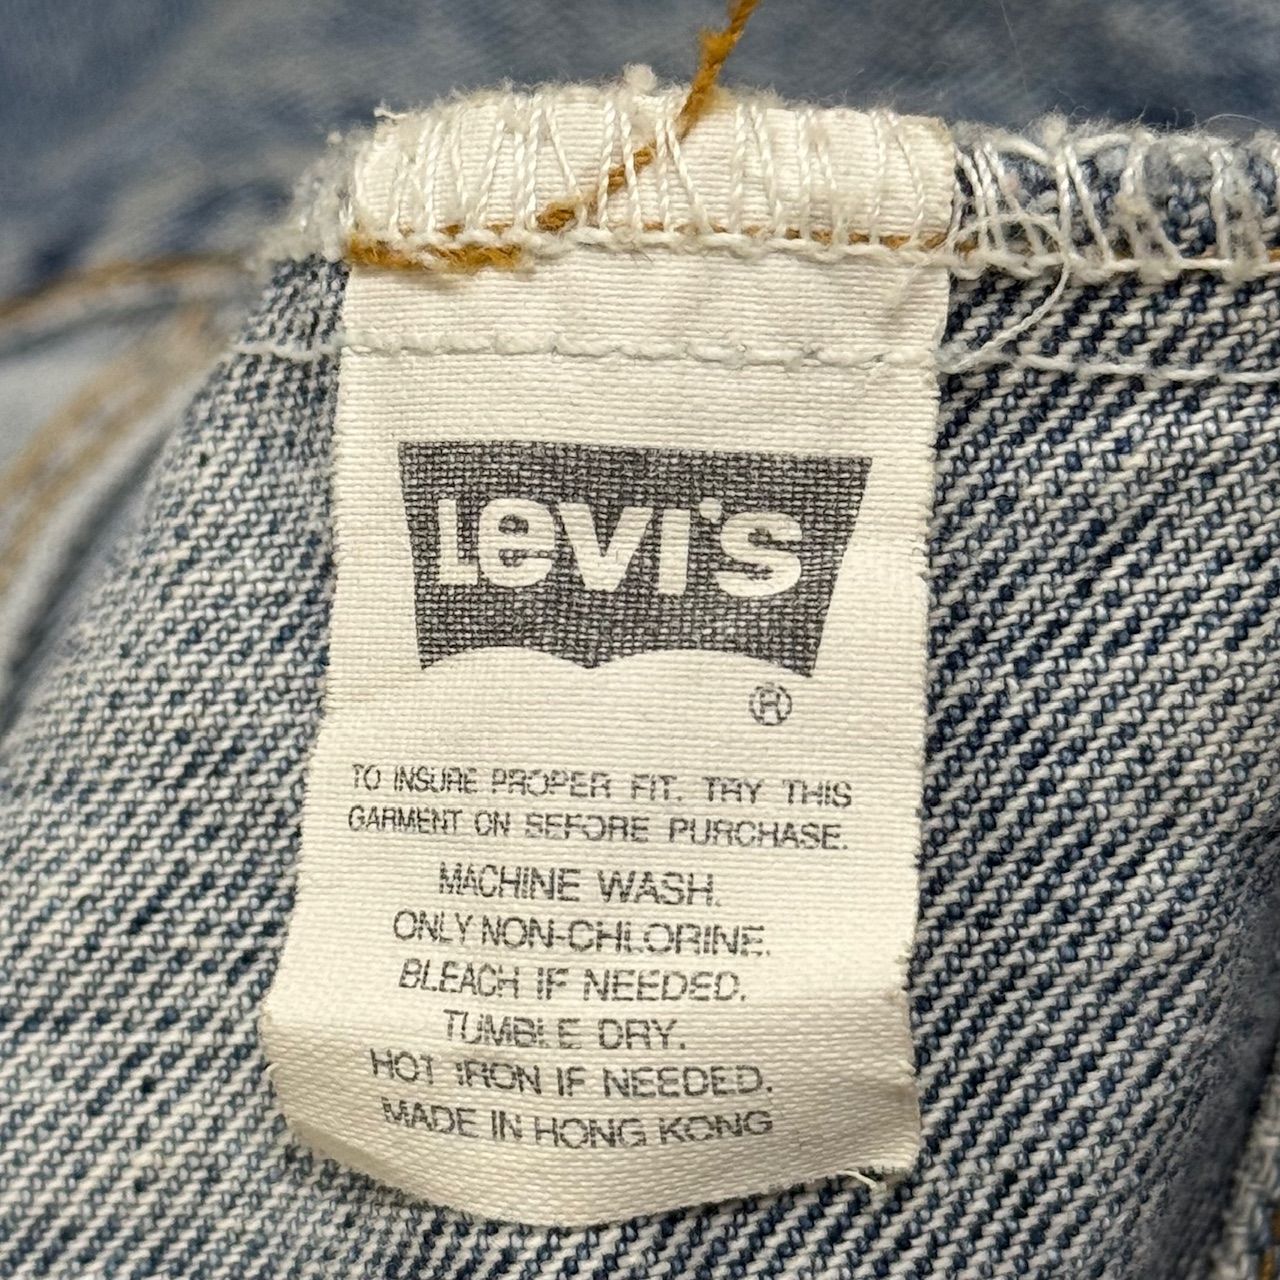 Levi's
®
TO INSURE PROPER FIT. TRY THIS
GARMENT ON BEFORE PURCHASE.
MACHINE WASH.
ONLY NON-CHLORINE.
BLEACH IF NEEDED.
TUMBLE DRY.
HOT IRON IF NEEDED.
MADE IN HONG KONG